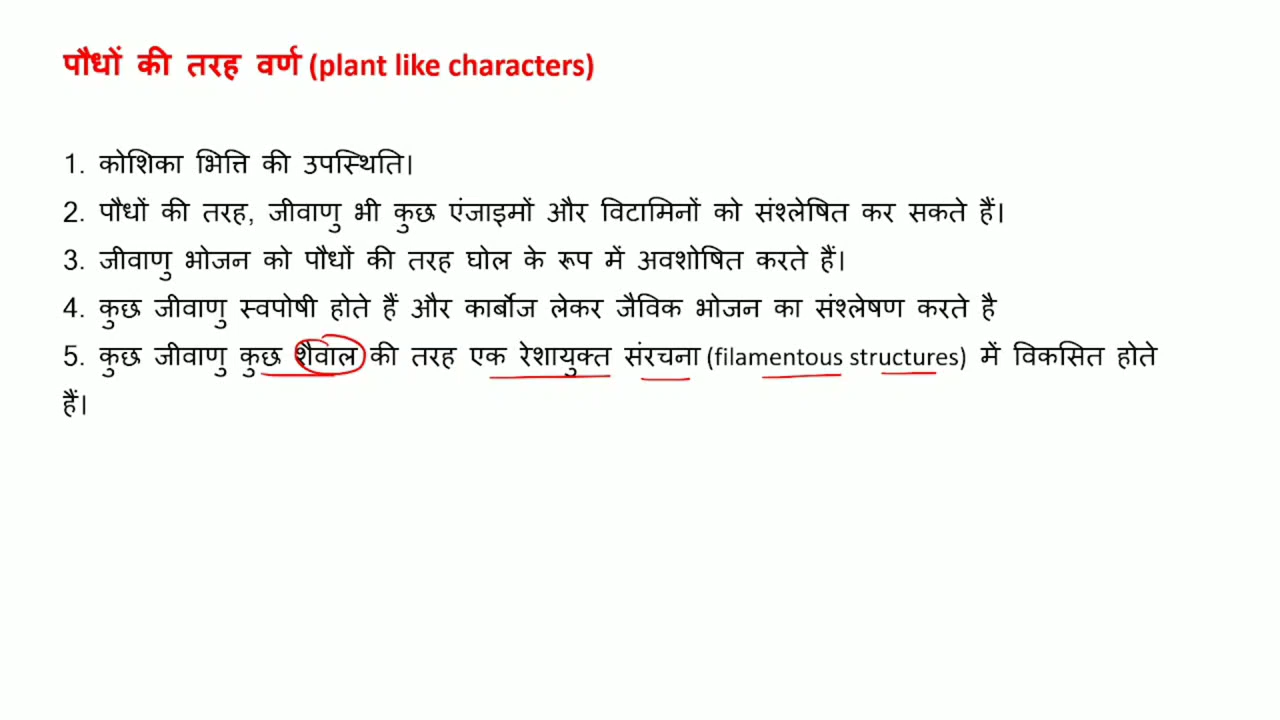 पौधों की तरह वर्ण (plant like characters)
1. कोशिका भित्ति की उपस्थिति।
2. पौधों की तरह, जीवाणु भी कुछ एंजाइमों और विटामिनों को संश्लेषित कर सकते हैं।
3. जीवाणु भोजन को पौधों की तरह घोल के रूप में अवशोषित करते हैं।
4. कुछ जीवाणु स्वपोषी होते हैं और कार्बोज लेकर जैविक भोजन का संश्लेषण करते है
5. कुछ जीवाणु कुछ शैवाल की तरह एक रेशायुक्त संरचना (filamentous structures) में विकसित होते
हैं।